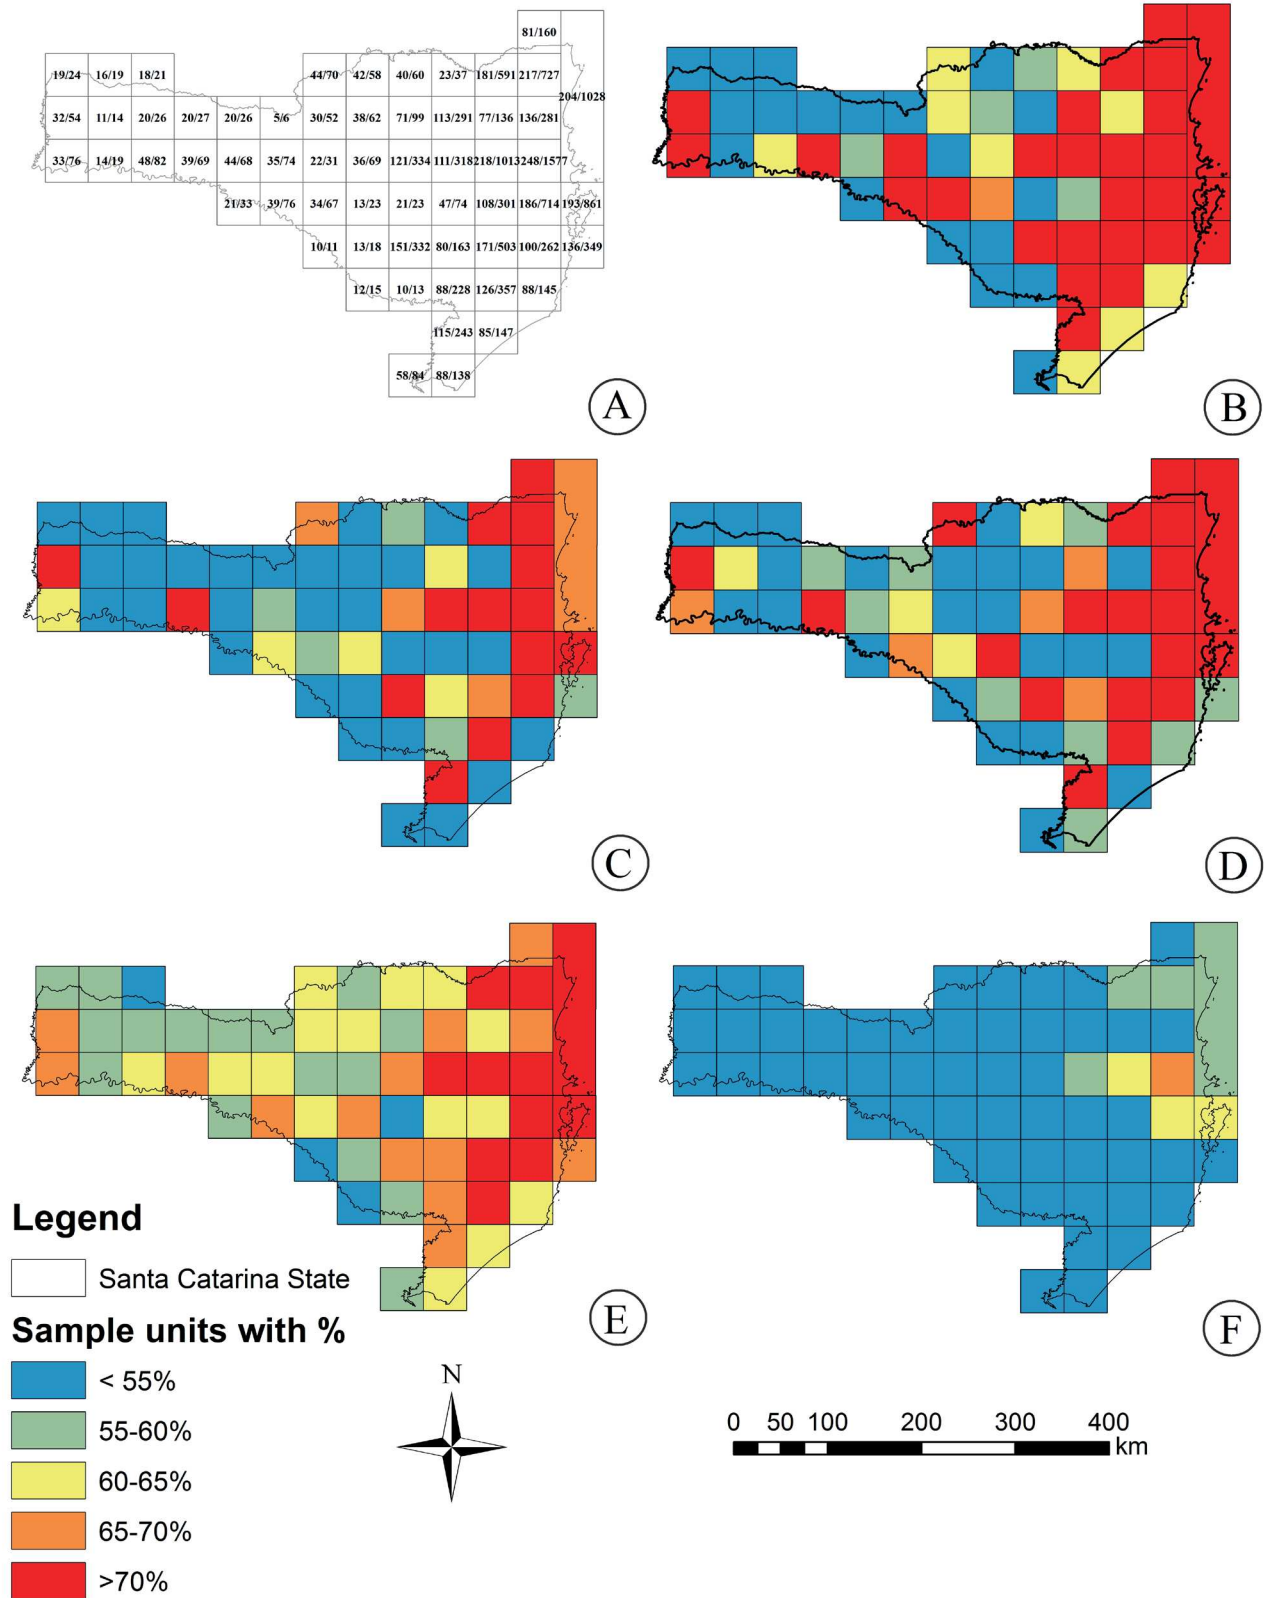 81/160
19/24 16/19 18/21 44/70 42/58 40/60 23/37 181/591 217/727
204/1028
32/54 11/14 20/26 20/27 20/26 5/6 30/52 38/62 71/99 113/291 77/136 136/281
33/76 14/19 48/82 39/69 44/68 35/74 22/31 36/69 121/334 111/318 218/1013 248/1577
21/33 39/76 34/67 13/23 21/23 47/74 108/301 186/714 193/861
10/11 13/18 151/332 80/163 171/503 100/262 136/349
12/15 10/13 88/228 126/357 88/145
115/243 85/147
58/84 88/138
A
B
C
D
E
F
Legend
Santa Catarina State
Sample units with %
< 55%
55-60%
60-65%
65-70%
>70%
N
0 50 100 200 300 400
km